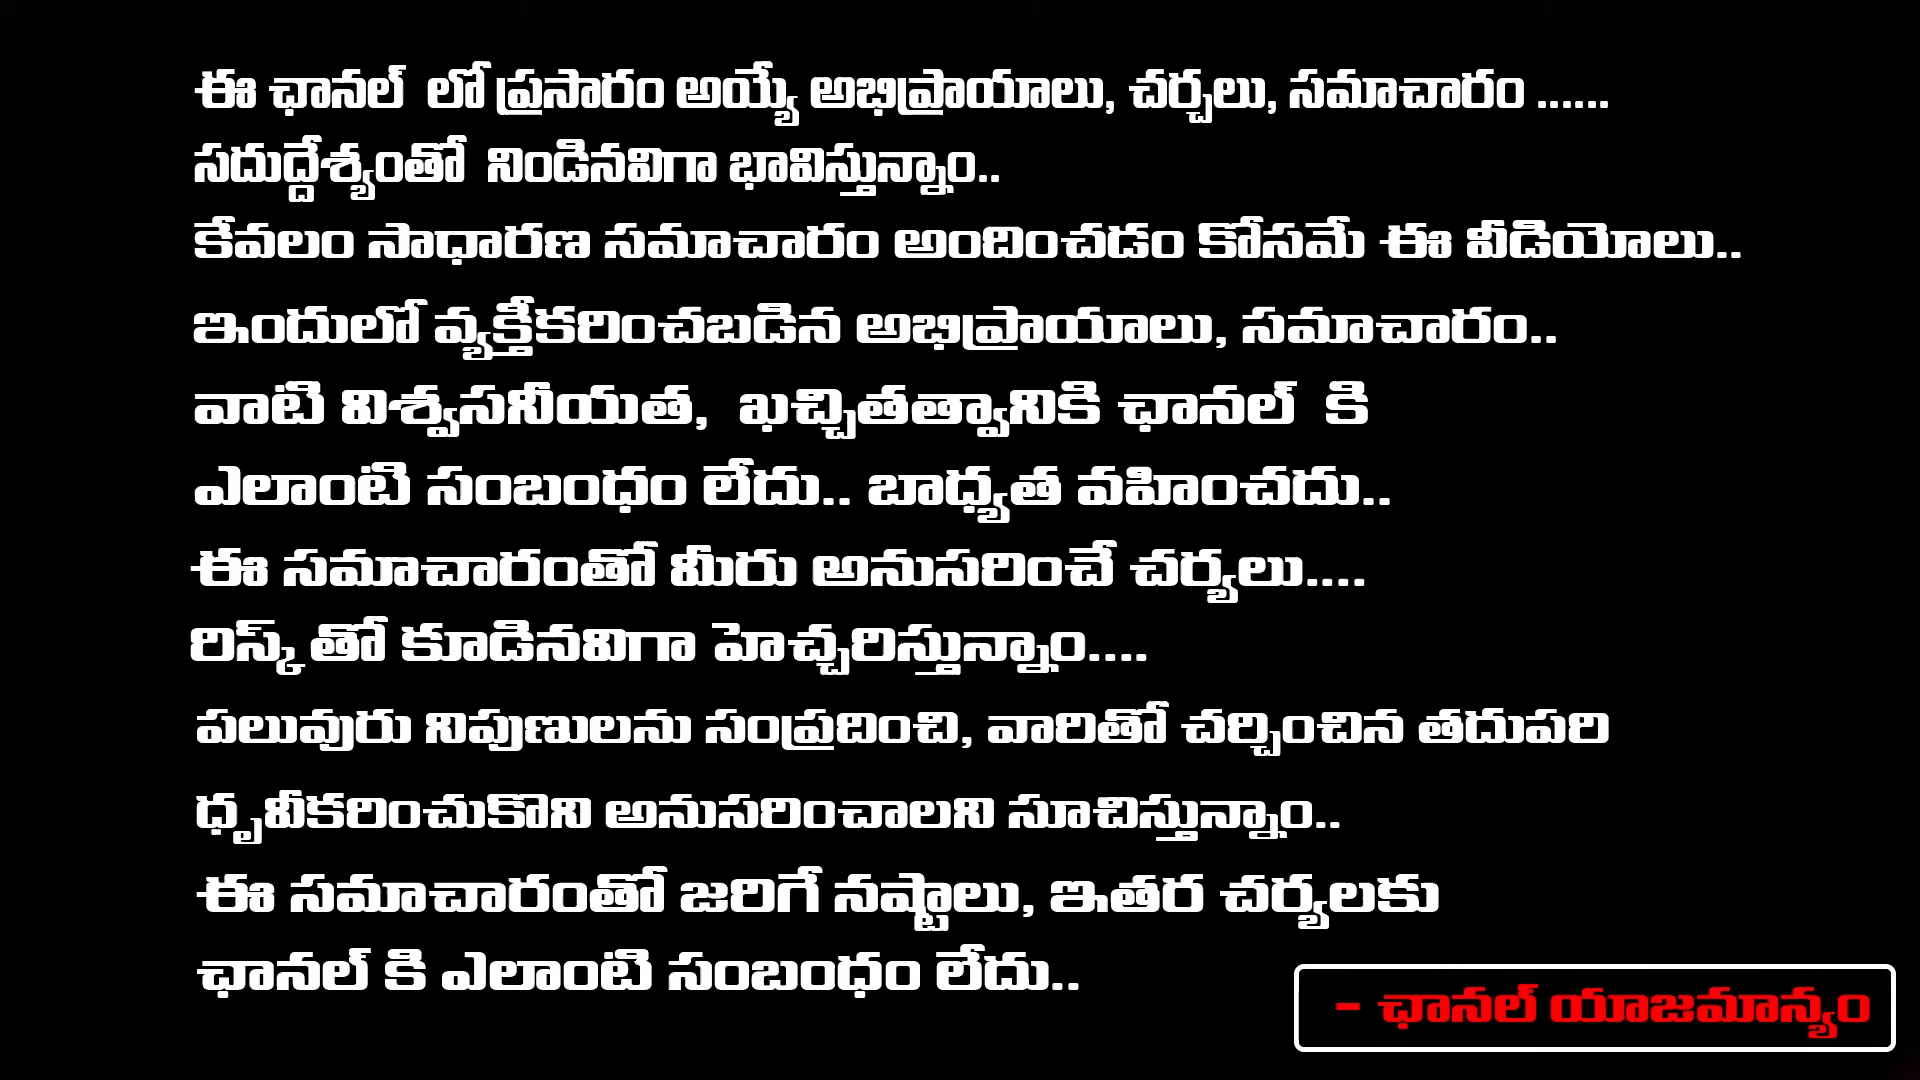 ఈ ఛానల్ లో ప్రసారం అయ్యే అభిప్రాయాలు, చర్చలు, సమాచారం ......
సదుద్దేశ్యంతో నిండినవిగా భావిస్తున్నాం..
కేవలం సాధారణ సమాచారం అందించడం కోసమే ఈ వీడియోలు..
ఇందులో వ్యక్తీకరించబడిన అభిప్రాయాలు, సమాచారం..
వాటి విశ్వసనీయత, ఖచ్చితత్వానికి ఛానల్ కి
ఎలాంటి సంబంధం లేదు.. బాధ్యత వహించదు..
ఈ సమాచారంతో మీరు అనుసరించే చర్యలు....
రిస్క్ తో కూడినవిగా హెచ్చరిస్తున్నాం....
పలువురు నిపుణులను సంప్రదించి, వారితో చర్చించిన తదుపరి
ధృవీకరించుకొని అనుసరించాలని సూచిస్తున్నాం..
ఈ సమాచారంతో జరిగే నష్టాలు, ఇతర చర్యలకు
ఛానల్ కి ఎలాంటి సంబంధం లేదు..
- ఛానల్ యాజమాన్యం